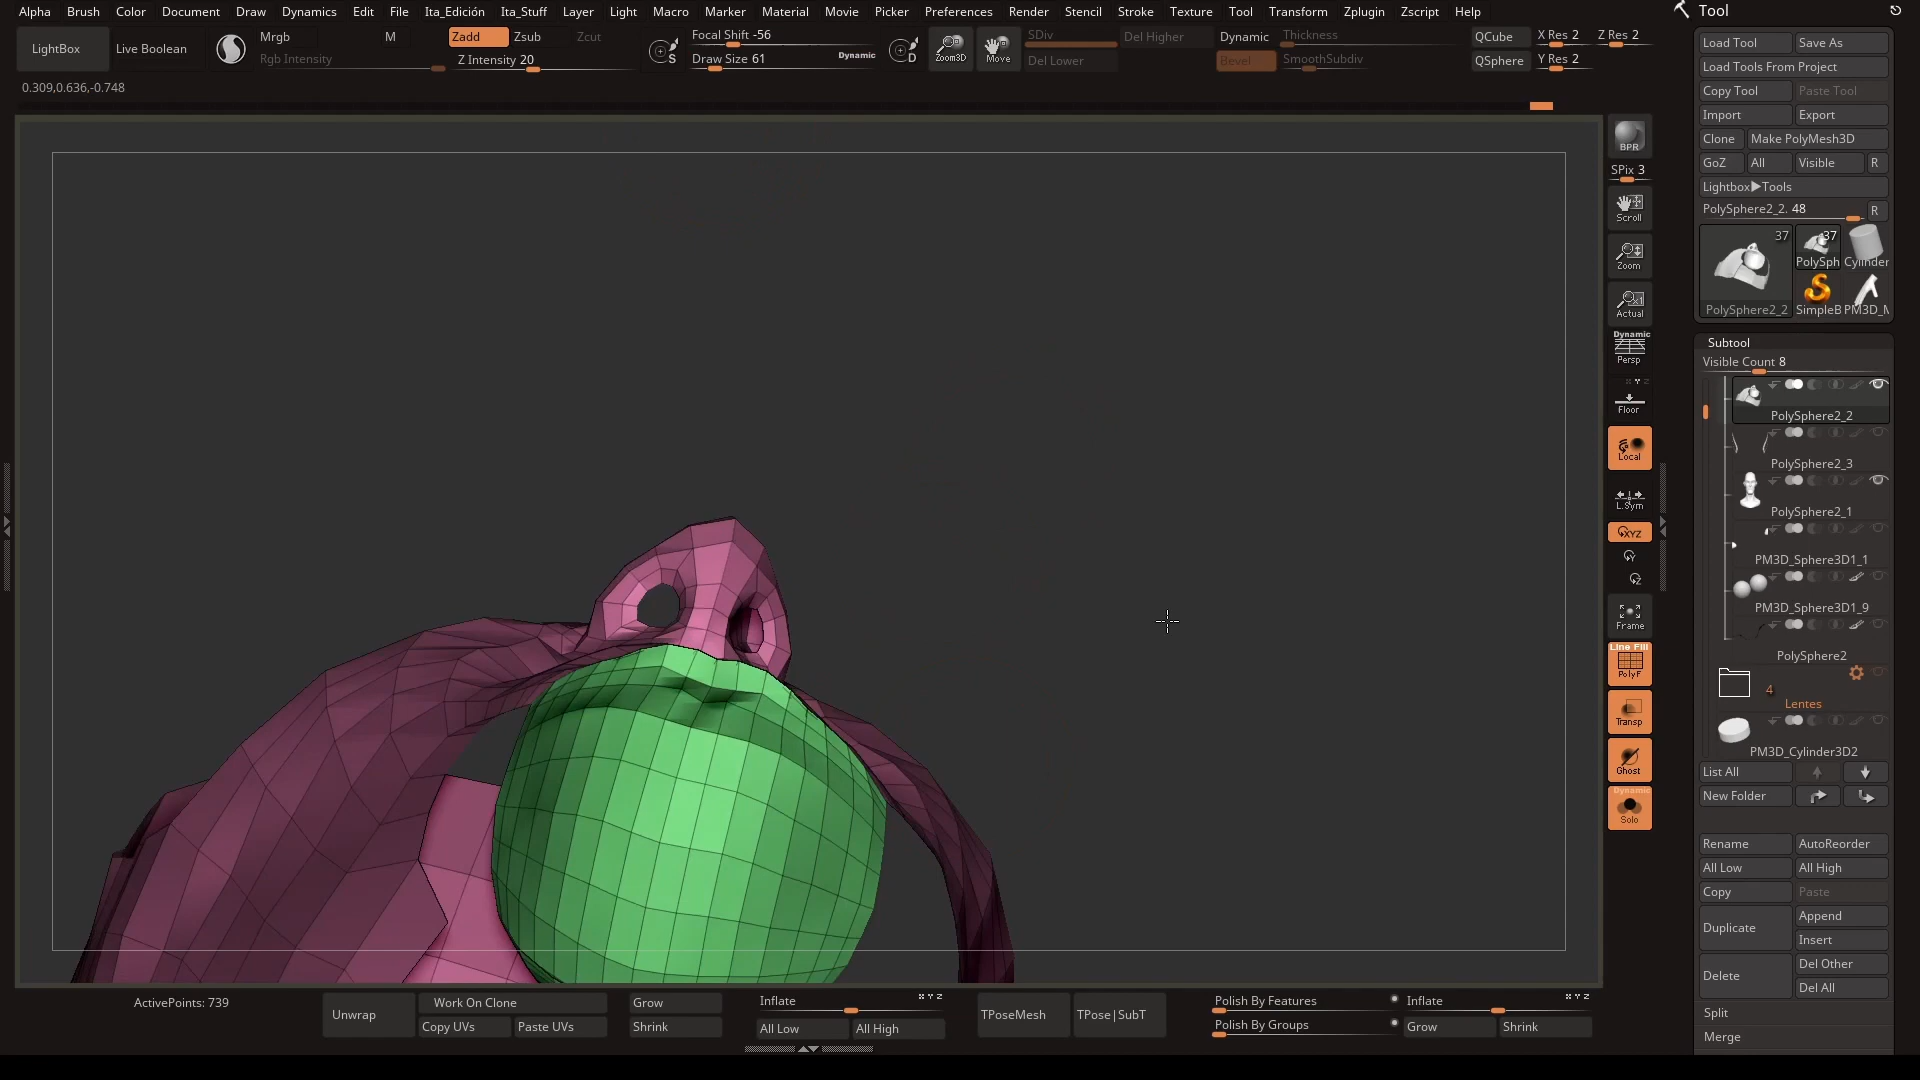 Alpha Brush Color Document Draw Dynamics Edit File Ita_Edición Ita_Stuff Layer Light Macro Marker Material Movie Picker Preferences Render Stencil Stroke Texture Tool Transform Zplugin Zscript Help
LightBox
Live Boolean
Mrgb
M
Zadd
Zsub
Zcut
Rgb Intensity
Z Intensity 20
S
Focal Shift -56
Draw Size 61
Dynamic
D
Zoom3D
Move
SDiv
Del Higher
Del Lower
Dynamic
Bevel
Thickness
SmoothSubdiv
QCube
QSphere
X Res 2
Z Res 2
Y Res 2
0.309,0.636,-0.748
BPR
SPix 3
Scroll
Zoom
Actual
Dynamic
Persp
Floor
Local
L.Sym
XYZ
Y
Z
Frame
Line Fill
PolyF
Transp
Ghost
Dynamic
Solo
Tool
Load Tool
Save As
Load Tools From Project
Copy Tool
Paste Tool
Import
Export
Clone
Make PolyMesh3D
GoZ
All
Visible
R
Lightbox▶Tools
PolySphere2_2. 48
R
37
37
PolySph
Cylinder
PolySphere2_2
SimpleB
PM3D_M
Subtool
Visible Count 8
PolySphere2_2
PolySphere2_3
PolySphere2_1
PM3D_Sphere3D1_1
PM3D_Sphere3D1_9
PolySphere2
4
Lentes
PM3D_Cylinder3D2
List All
New Folder
Rename
AutoReorder
All Low
All High
Copy
Paste
Duplicate
Append
Insert
Delete
Del Other
Del All
Split
Merge
ActivePoints: 739
Unwrap
Work On Clone
Copy UVs
Paste UVs
Grow
Shrink
Inflate
X Y Z
All Low
All High
TPoseMesh
TPose|SubT
Polish By Features
Polish By Groups
Inflate
X Y Z
Grow
Shrink